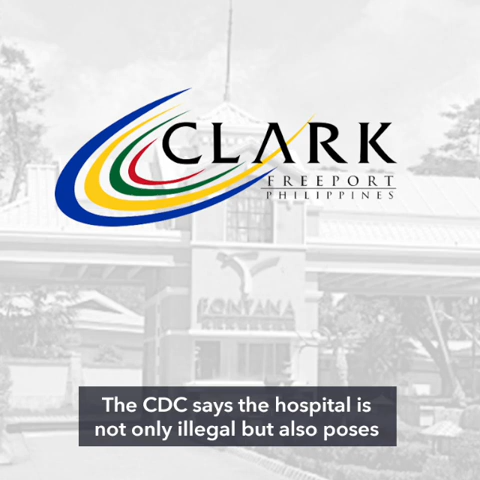 CLARK
FREEPORT
PHILIPPINES
FONTANA
The CDC says the hospital is
not only illegal but also poses